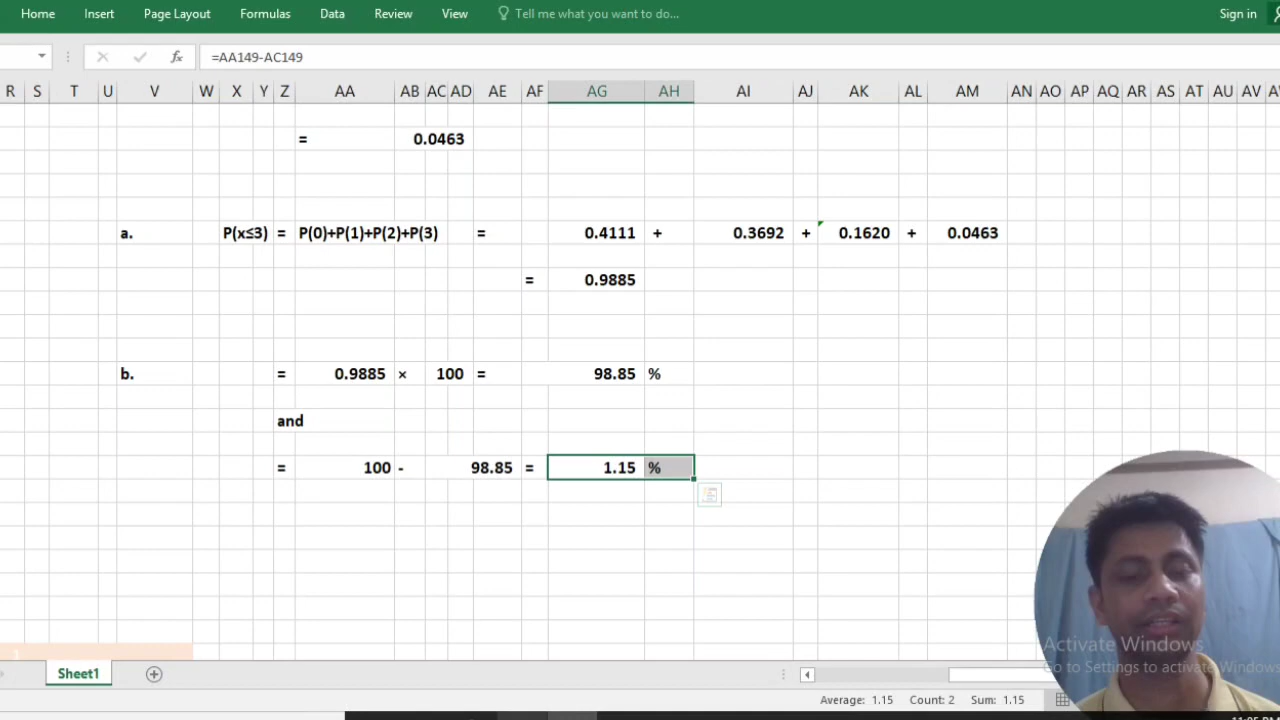 Home Insert Page Layout Formulas Data Review View Tell me what you want to do... Sign in
fx =AA149-AC149
R S T U V W X Y Z AA AB AC AD AE AF AG AH AI AJ AK AL AM AN AO AP AQ AR AS AT AU AV
= 0.0463
a. P(x≤3) = P(0)+P(1)+P(2)+P(3) = 0.4111 + 0.3692 + 0.1620 + 0.0463
= 0.9885
b. = 0.9885 × 100 = 98.85 %
and
= 100 - 98.85 = 1.15 %
1
Activate Windows
Go to Settings to activate Windows
Sheet1
Average: 1.15 Count: 2 Sum: 1.15